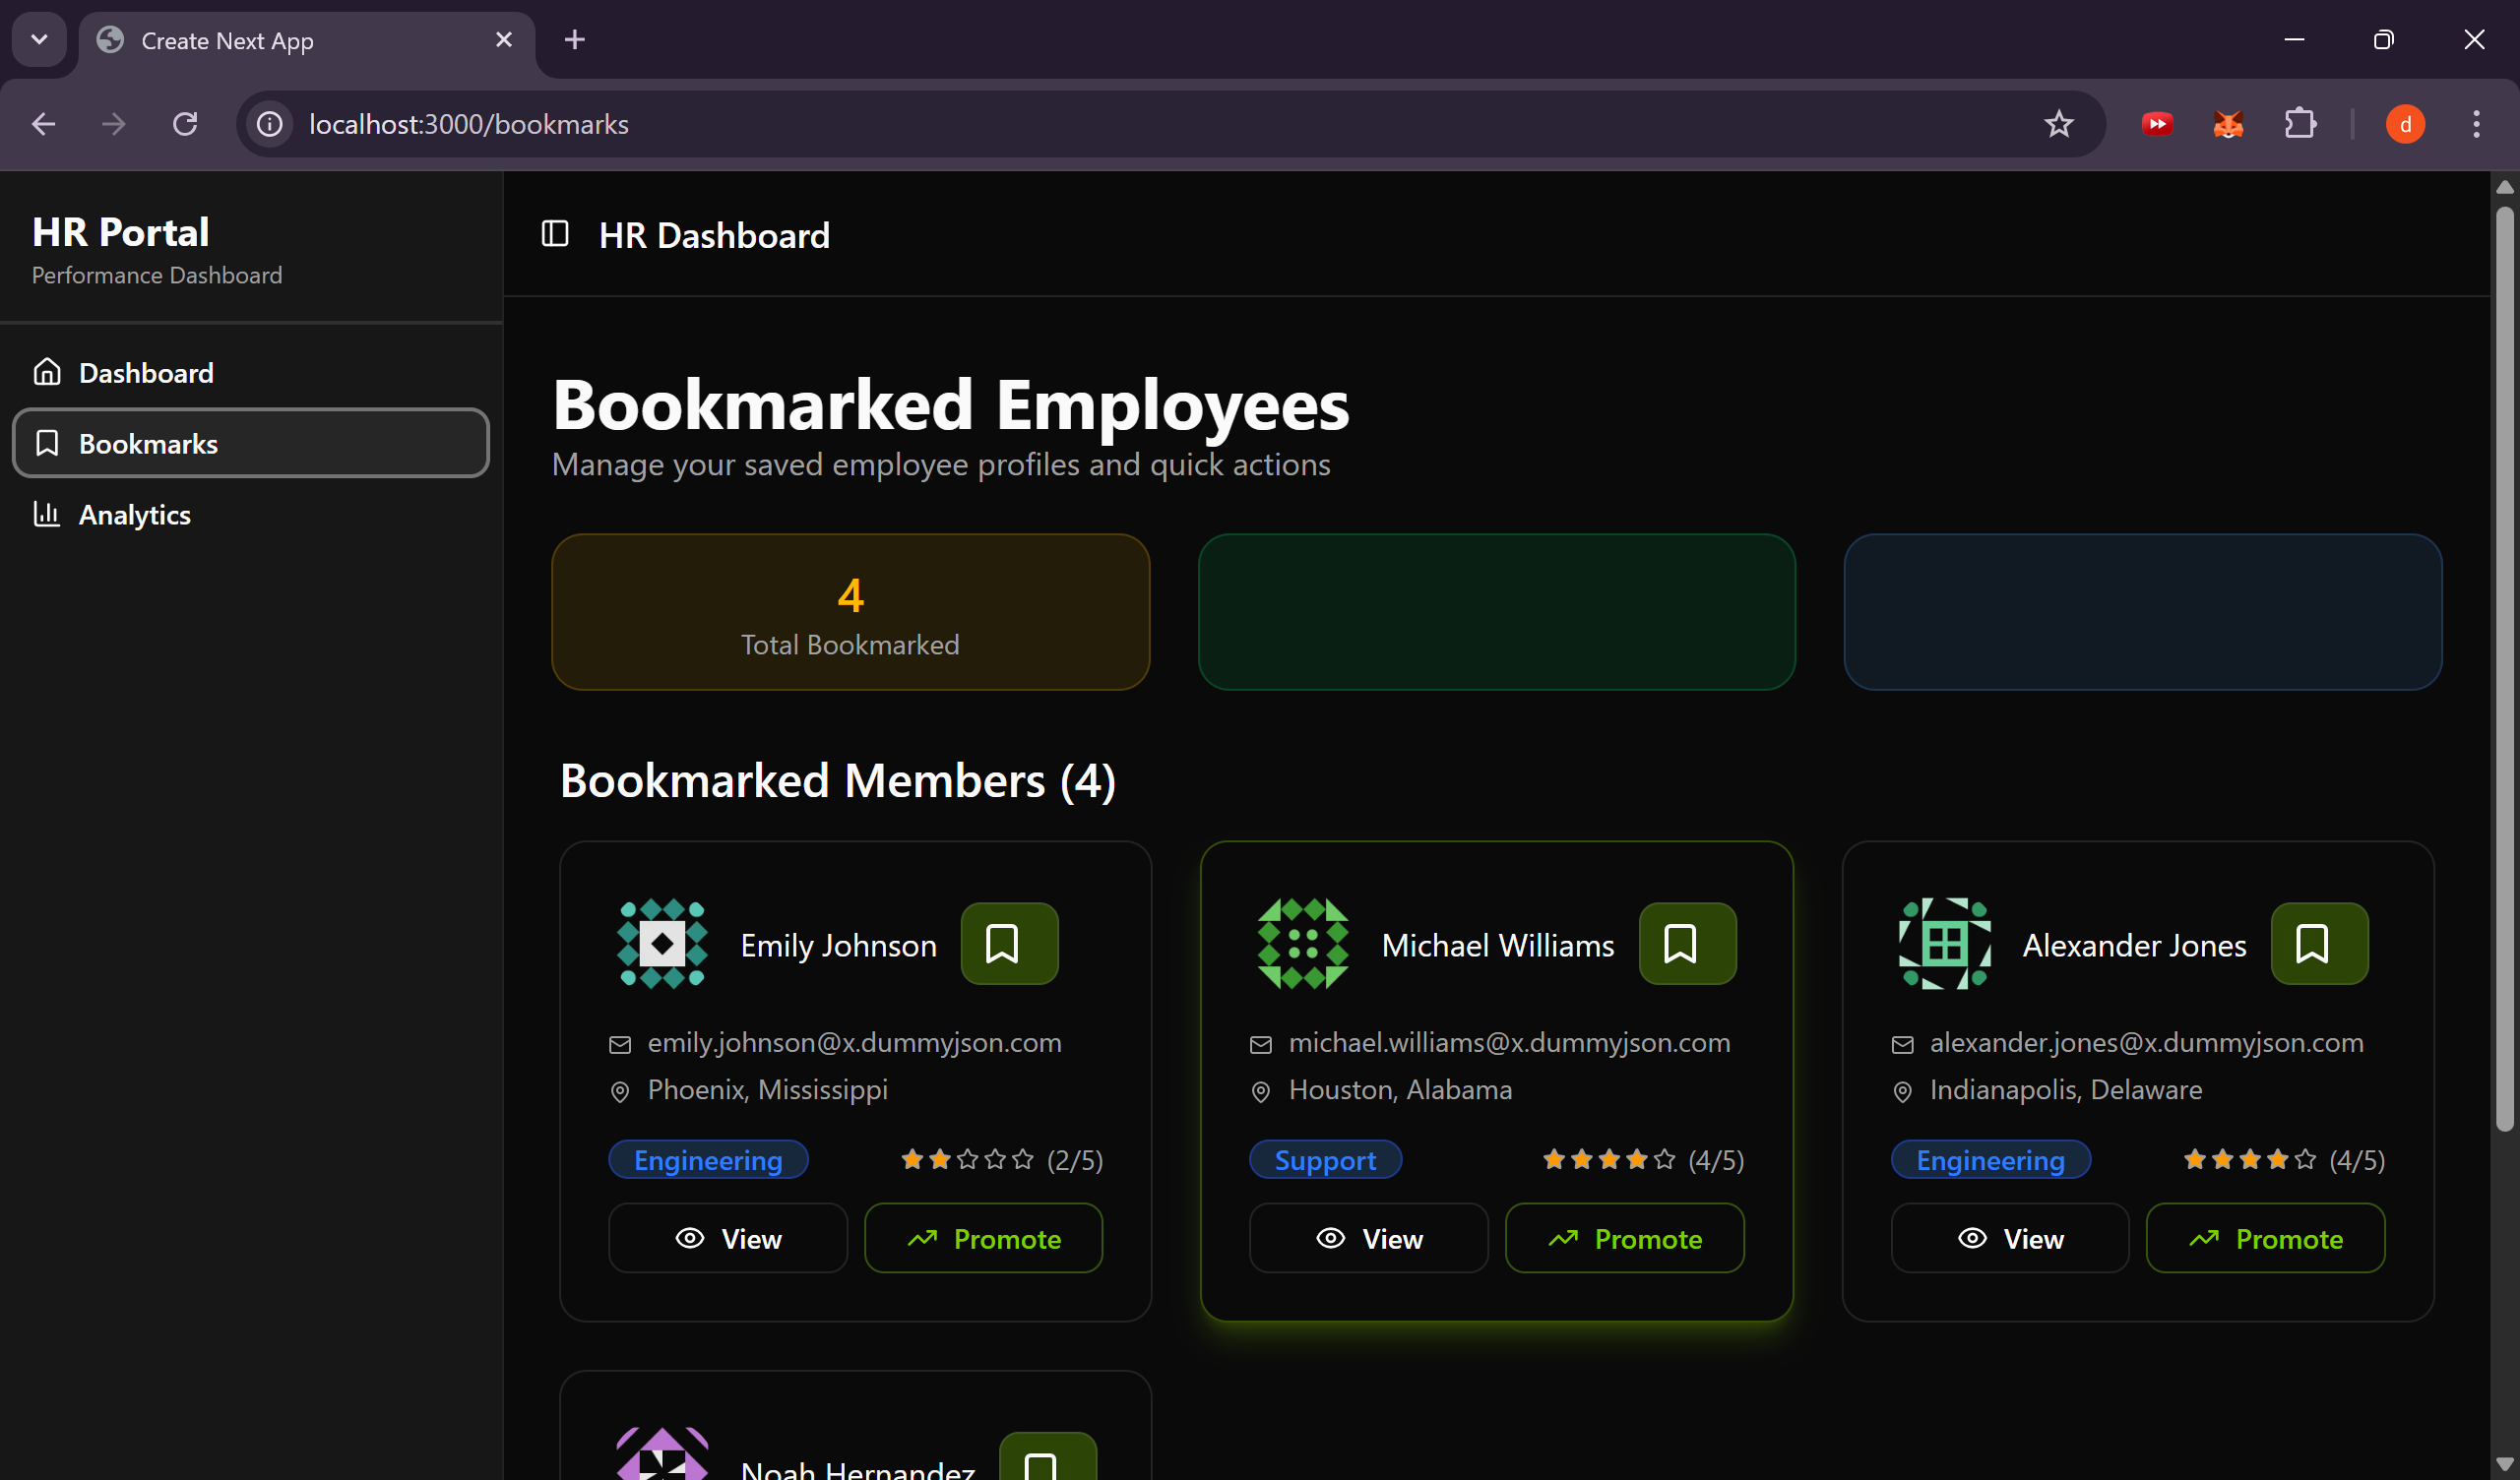 Create Next App
localhost:3000/bookmarks
d
HR Portal
Performance Dashboard
Dashboard
Bookmarks
Analytics
HR Dashboard
Bookmarked Employees
Manage your saved employee profiles and quick actions
4
Total Bookmarked
Bookmarked Members (4)
Emily Johnson
emily.johnson@x.dummyjson.com
Phoenix, Mississippi
Engineering (2/5)
View Promote
Michael Williams
michael.williams@x.dummyjson.com
Houston, Alabama
Support (4/5)
View Promote
Alexander Jones
alexander.jones@x.dummyjson.com
Indianapolis, Delaware
Engineering (4/5)
View Promote
Noah Hernandez